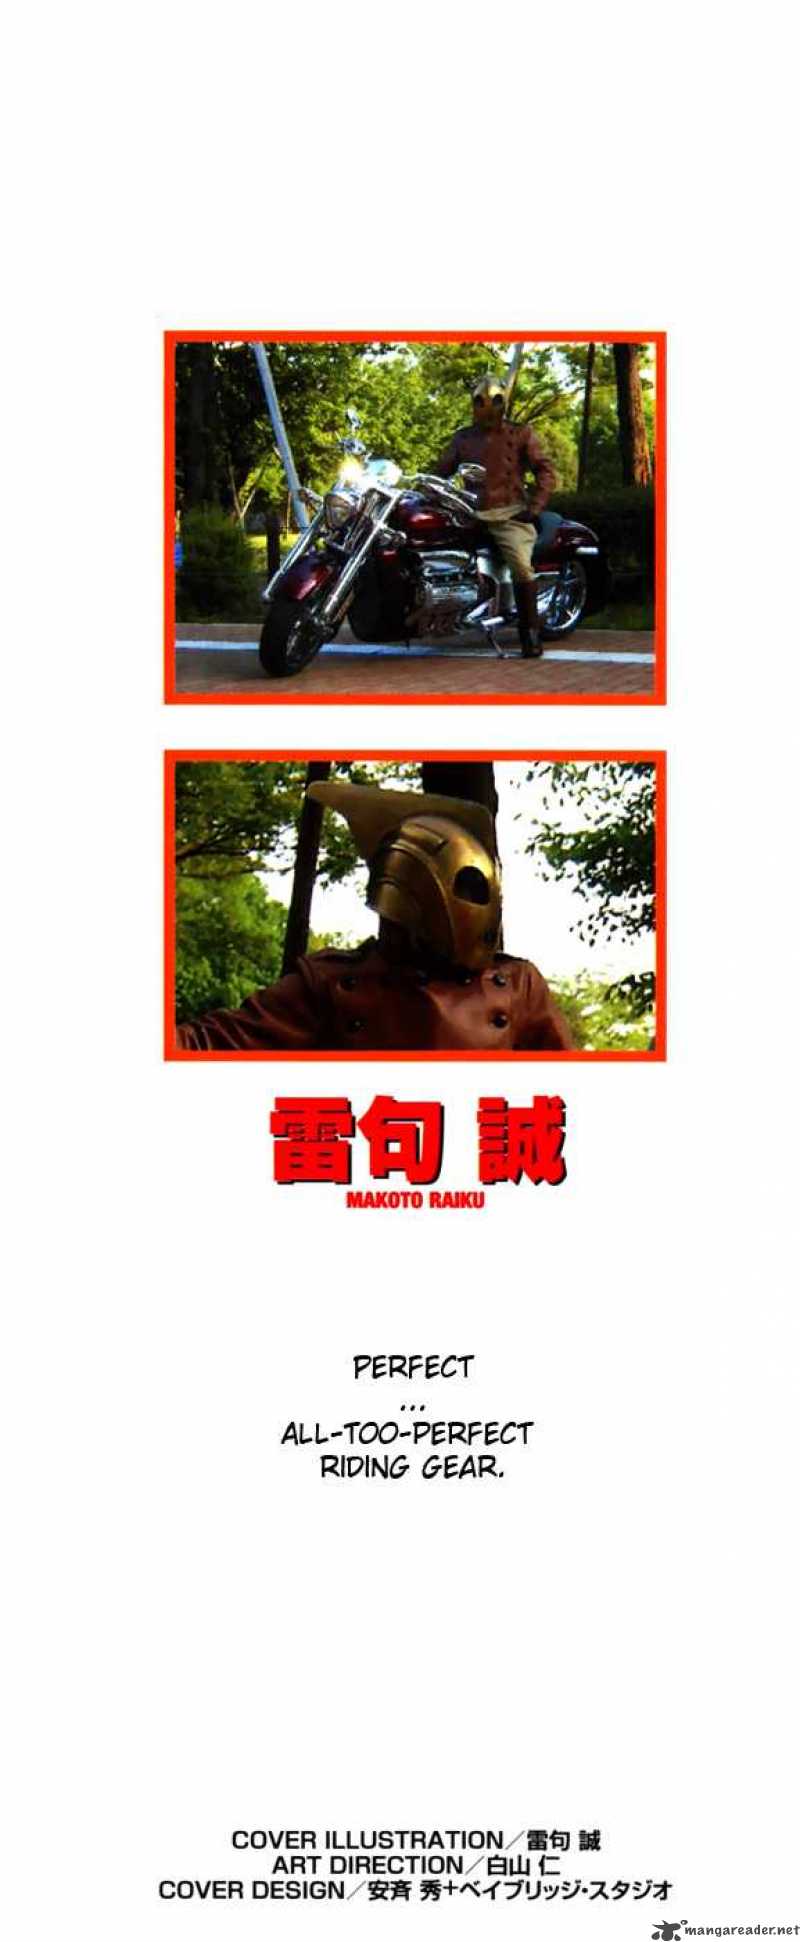 雷句 誠
MAKOTO RAIKU
PERFECT
...
ALL-TOO-PERFECT
RIDING GEAR.
COVER ILLUSTRATION/雷句 誠
ART DIRECTION/白山 仁
COVER DESIGN/安斉 秀+ベイブリッジ・スタジオ
mangareader.net